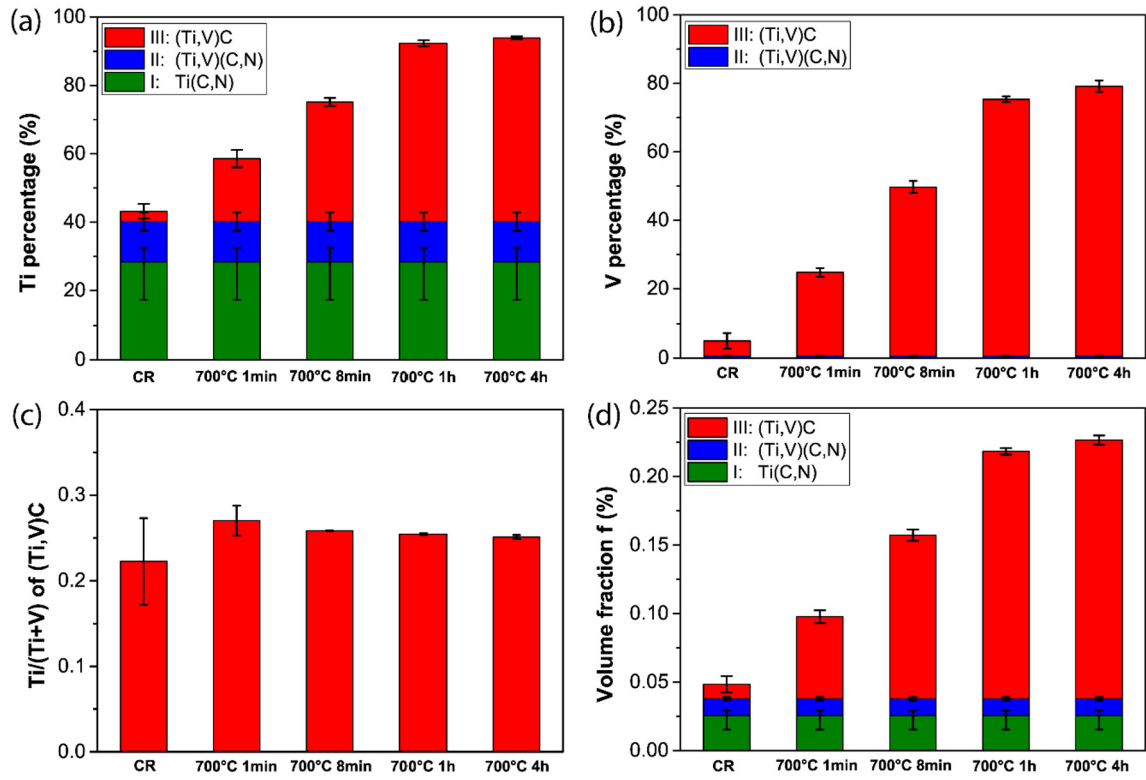 (a)
III: (Ti,V)C
II: (Ti,V)(C,N)
I: Ti(C,N)
Ti percentage (%)
100
80
60
40
20
0
CR 700°C 1min 700°C 8min 700°C 1h 700°C 4h
(b)
III: (Ti,V)C
II: (Ti,V)(C,N)
V percentage (%)
100
80
60
40
20
0
CR 700°C 1min 700°C 8min 700°C 1h 700°C 4h
(c)
Ti/(Ti+V) of (Ti,V)C
0.4
0.3
0.2
0.1
0.0
CR 700°C 1min 700°C 8min 700°C 1h 700°C 4h
(d)
III: (Ti,V)C
II: (Ti,V)(C,N)
I: Ti(C,N)
Volume fraction f (%)
0.25
0.20
0.15
0.10
0.05
0.00
CR 700°C 1min 700°C 8min 700°C 1h 700°C 4h